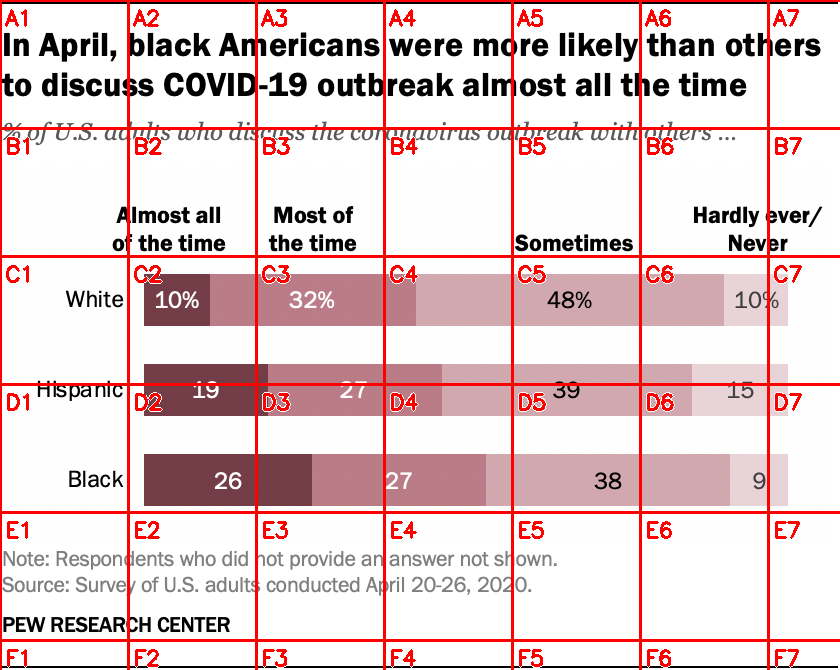 In April, black Americans were more likely than others
to discuss COVID-19 outbreak almost all the time
% of U.S. adults who discuss the coronavirus outbreak with others ...
Almost all of the time Most of the time Sometimes Hardly ever/ Never
White 10% 32% 48% 10%
Hispanic 19 27 39 15
Black 26 27 38 9
Note: Respondents who did not provide an answer not shown.
Source: Survey of U.S. adults conducted April 20-26, 2020.
PEW RESEARCH CENTER
A1 A2 A3 A4 A5 A6 A7
B1 B2 B3 B4 B5 B6 B7
C1 C2 C3 C4 C5 C6 C7
D1 D2 D3 D4 D5 D6 D7
E1 E2 E3 E4 E5 E6 E7
F1 F2 F3 F4 F5 F6 F7